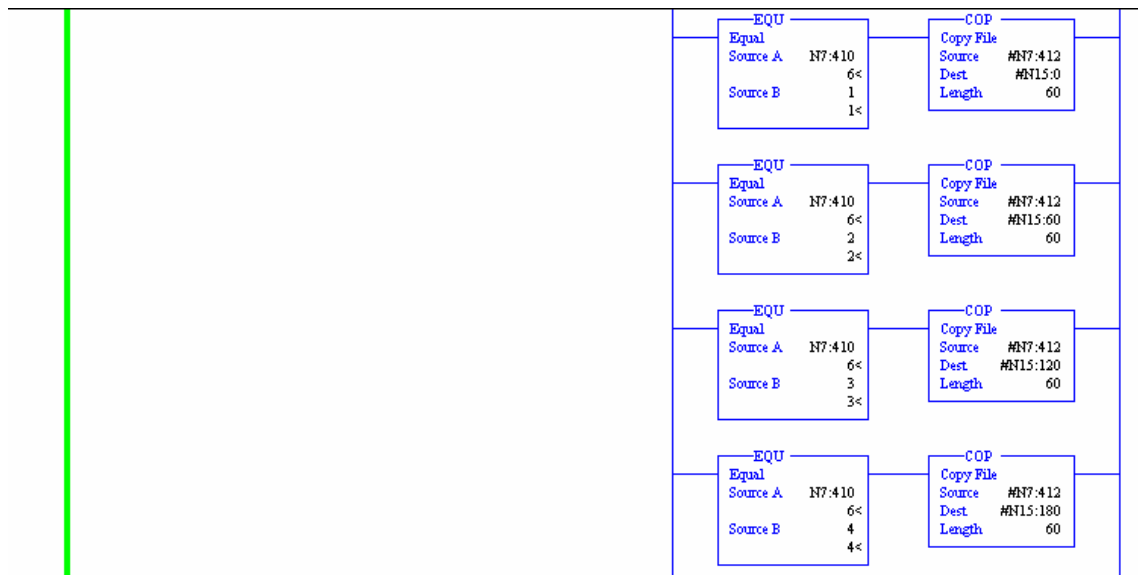 EQU COP
Equal Copy File
Source A N7:410 Source #N7:412
6< Dest #N15:0
Source B 1 Length 60
1<
EQU COP
Equal Copy File
Source A N7:410 Source #N7:412
6< Dest #N15:60
Source B 2 Length 60
2<
EQU COP
Equal Copy File
Source A N7:410 Source #N7:412
6< Dest #N15:120
Source B 3 Length 60
3<
EQU COP
Equal Copy File
Source A N7:410 Source #N7:412
6< Dest #N15:180
Source B 4 Length 60
4<